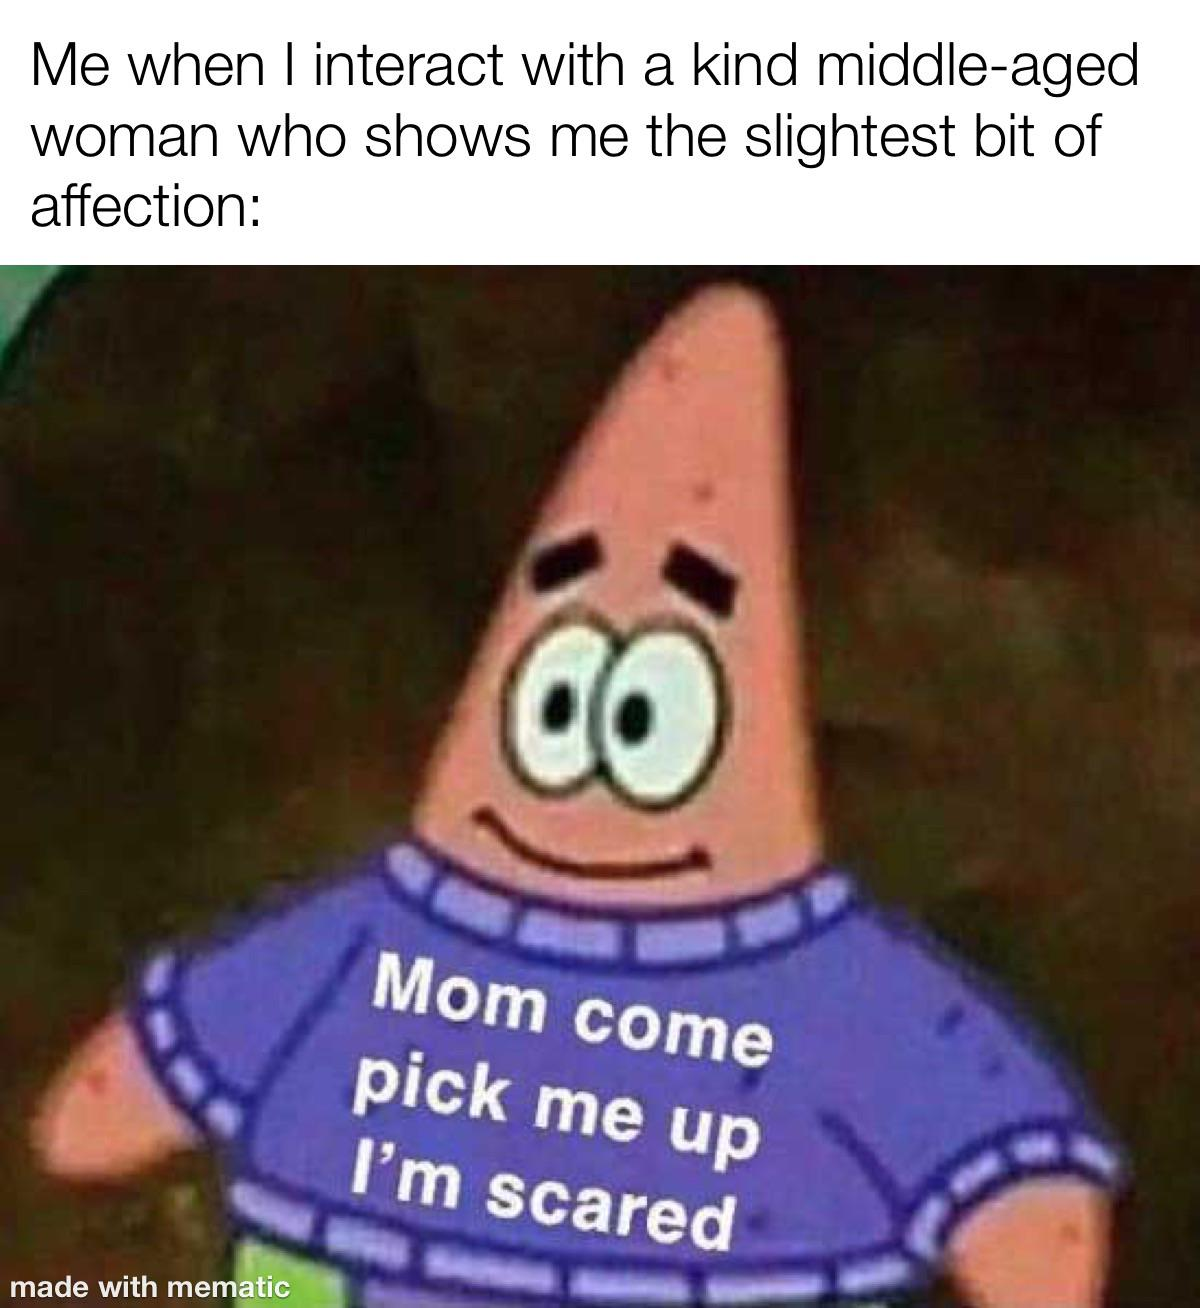 Me when I interact with a kind middle-aged
woman who shows me the slightest bit of
affection:
Mom come
pick me up
I'm scared
made with mematic